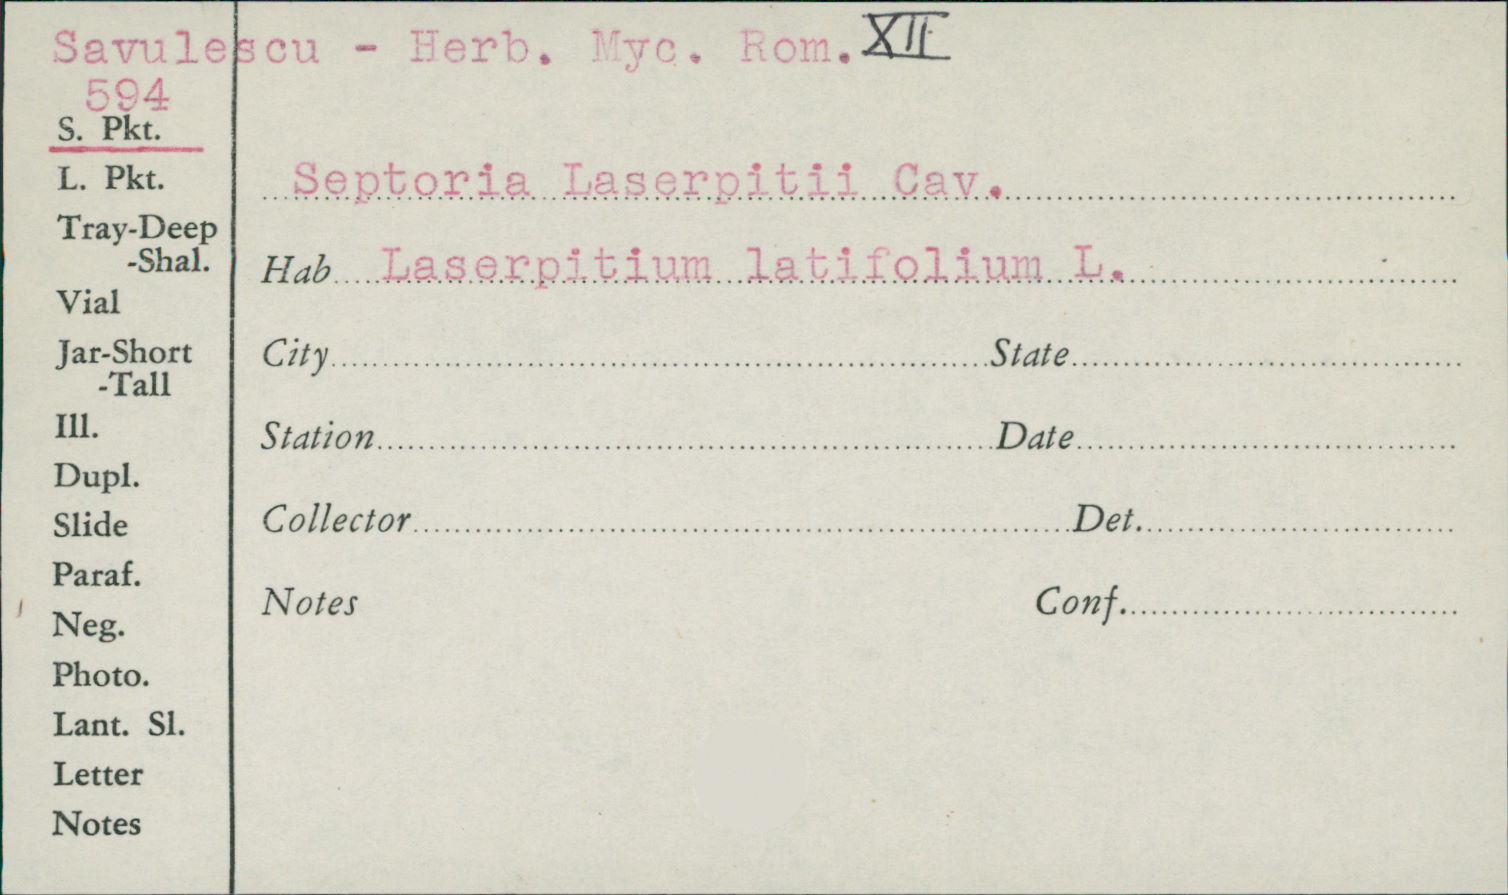 Savulescu - Herb. Myc. Rom. XII
594
S. Pkt.
L. Pkt.
Septoria Laserpitii Cav.
Tray-Deep
-Shal.
Hab Laserpitium latifolium L.
Vial
Jar-Short
-Tall
City State
Ill.
Station Date
Dupl.
Slide
Collector Det.
Paraf.
Notes Conf.
Neg.
Photo.
Lant. Sl.
Letter
Notes